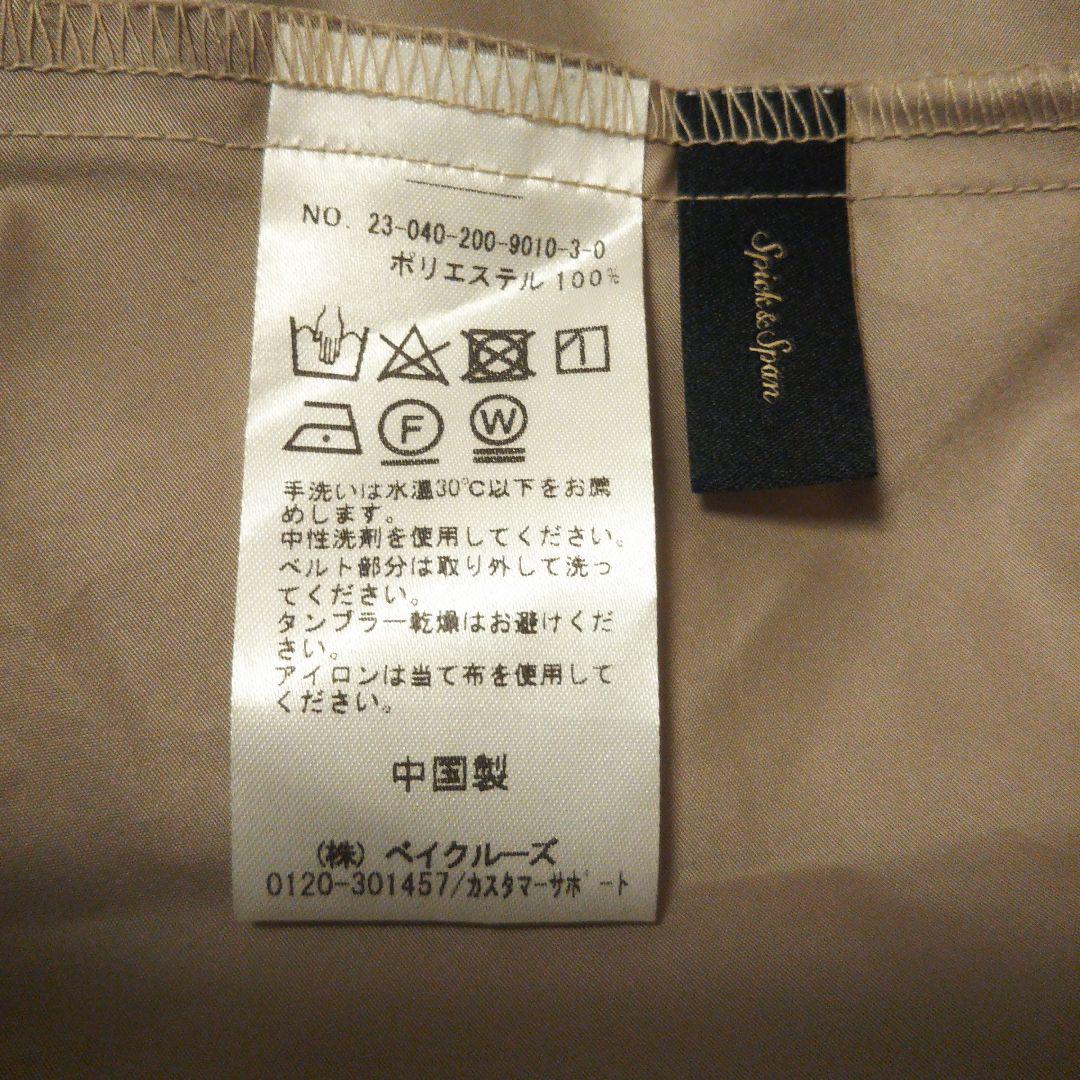 NO. 23-040-200-9010-3-0
ポリエステル 100%
F W
手洗いは水温30℃以下をお薦
めします。
中性洗剤を使用してください。
ベルト部分は取り外して洗っ
てください。
タンブラー乾燥はお避けくだ
さい。
アイロンは当て布を使用して
ください。
中国製
(株) ベイクルーズ
0120-301457/カスタマーサポート
Spick&Span